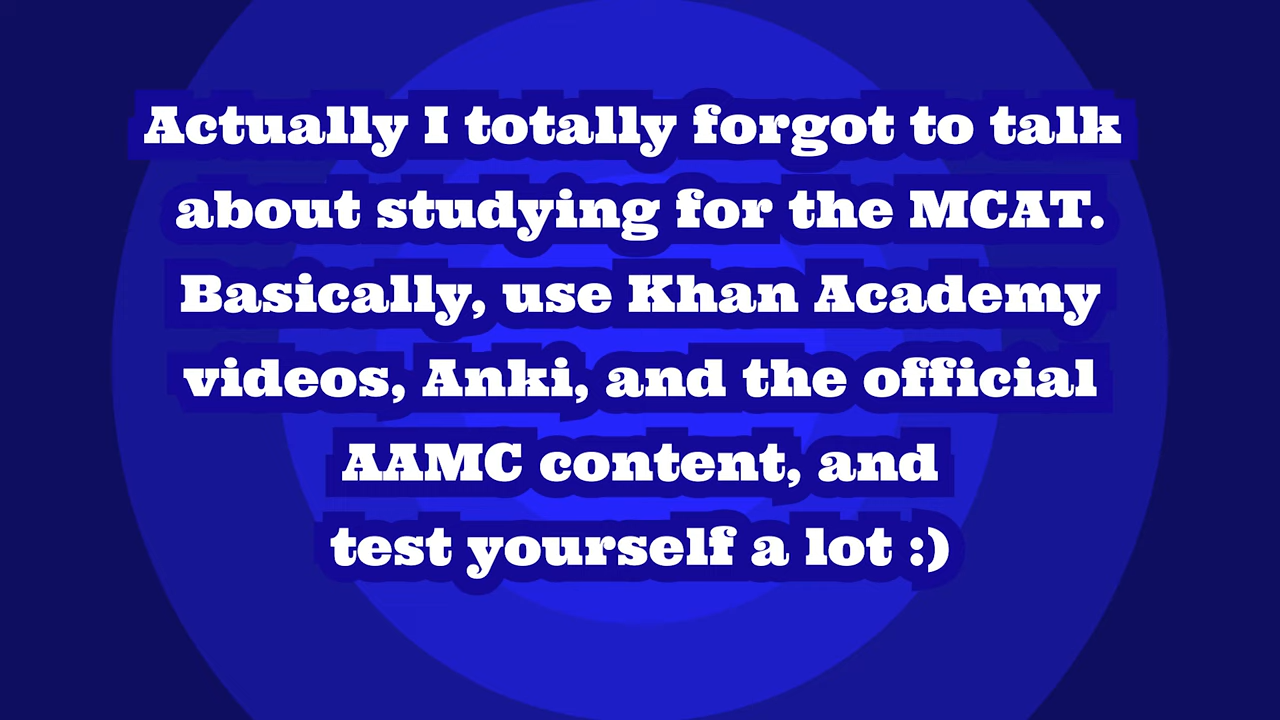 Actually I totally forgot to talk
about studying for the MCAT.
Basically, use Khan Academy
videos, Anki, and the official
AAMC content, and
test yourself a lot :)